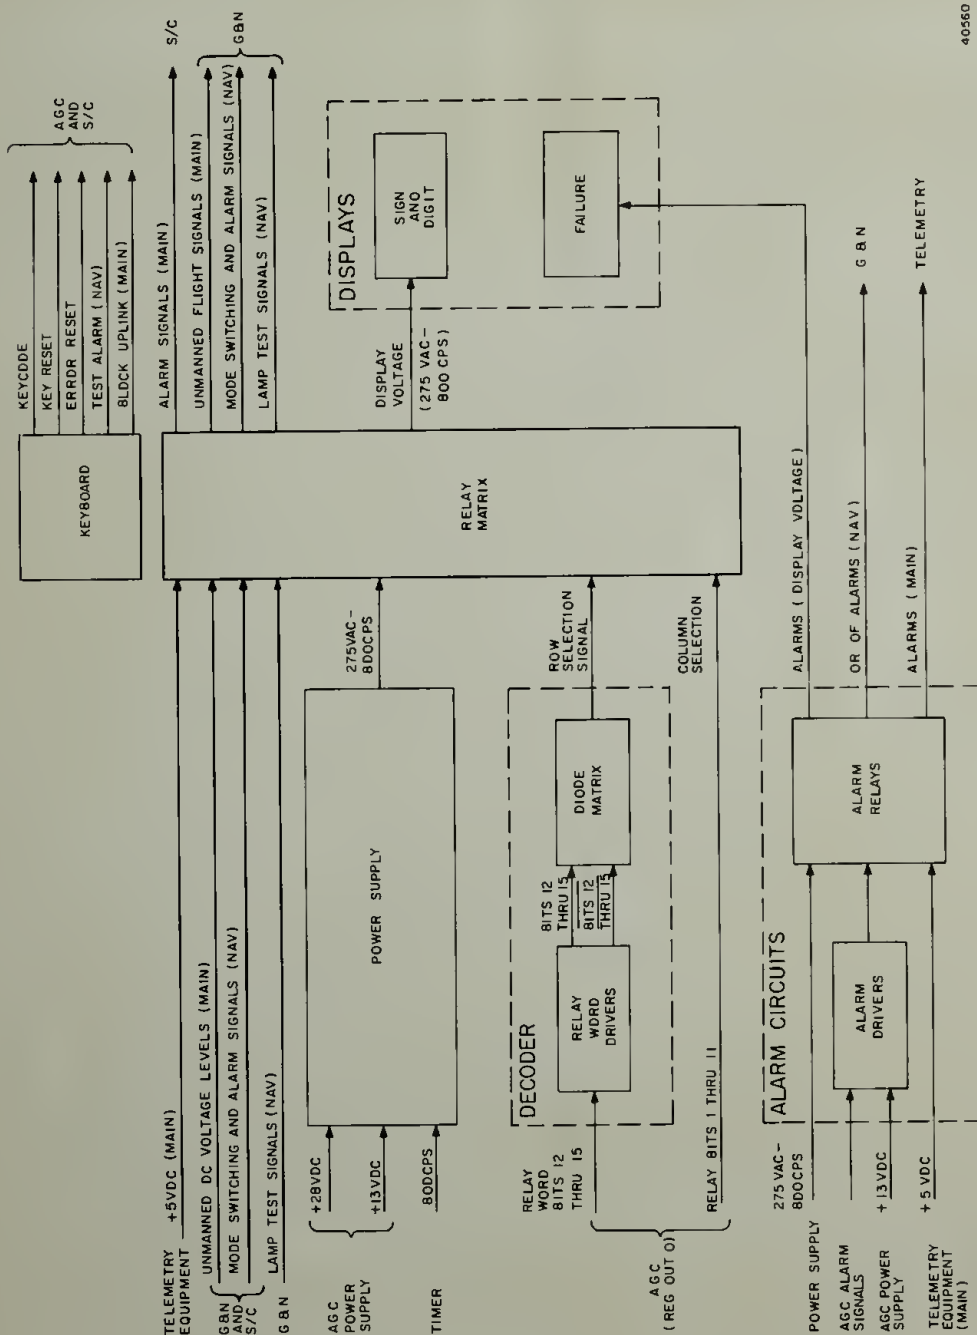 KEYBOARD
KEYCODE
KEY RESET
ERROR RESET
TEST ALARM (NAV)
BLOCK UPLINK (MAIN)
AGC
AND
S/C
TELEMETRY
EQUIPMENT
+5VDC (MAIN)
UNMANNED DC VOLTAGE LEVELS (MAIN)
MODE SWITCHING AND ALARM SIGNALS (NAV)
G&N
AND
S/C
LAMP TEST SIGNALS (NAV)
G&N
RELAY
MATRIX
ALARM SIGNALS (MAIN)
S/C
UNMANNED FLIGHT SIGNALS (MAIN)
MODE SWITCHING AND ALARM SIGNALS (NAV)
LAMP TEST SIGNALS (NAV)
G&N
AGC
POWER
SUPPLY
+28VDC
+13VDC
TIMER
800CPS
POWER SUPPLY
275VAC-
800CPS
DISPLAY
VOLTAGE
(275 VAC-
800 CPS)
DISPLAYS
SIGN
AND
DIGIT
FAILURE
AGC
(REG OUT 0)
RELAY
WORD
BITS 12
THRU 15
DECODER
RELAY
WORD
DRIVERS
BITS 12
THRU 15
BITS 12
THRU 15
DIODE
MATRIX
ROW
SELECTION
SIGNAL
RELAY BITS 1 THRU 11
COLUMN
SELECTION
POWER SUPPLY
275 VAC-
800CPS
AGC ALARM
SIGNALS
AGC POWER
SUPPLY
+13VDC
TELEMETRY
EQUIPMENT
(MAIN)
+5 VDC
ALARM CIRCUITS
ALARM
DRIVERS
ALARM
RELAYS
ALARMS (DISPLAY VOLTAGE)
OR OF ALARMS (NAV)
G&N
ALARMS (MAIN)
TELEMETRY
40560